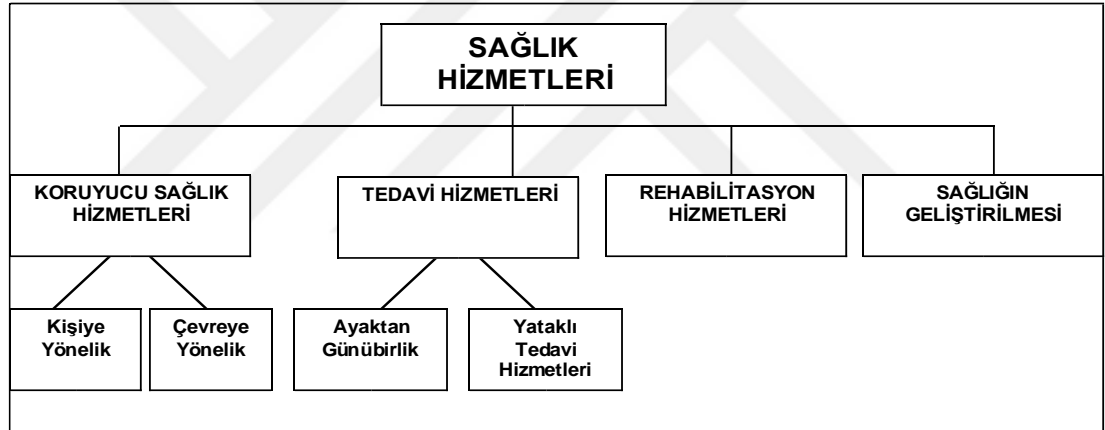 SAĞLIK
HİZMETLERİ
KORUYUCU SAĞLIK
HİZMETLERİ
TEDAVİ HİZMETLERİ
REHABİLİTASYON
HİZMETLERİ
SAĞLIĞIN
GELİŞTİRİLMESİ
Kişiye
Yönelik
Çevreye
Yönelik
Ayaktan
Günübirlik
Yataklı
Tedavi
Hizmetleri